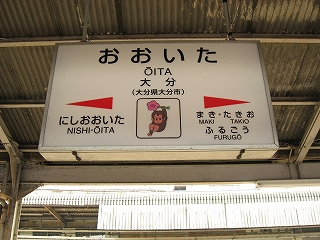 おおいた
ŌITA
大分
(大分県大分市)
にしおおいた
NISHI-ŌITA
まき・たきお
MAKI TAKIO
ふるごう
FURUGŌ